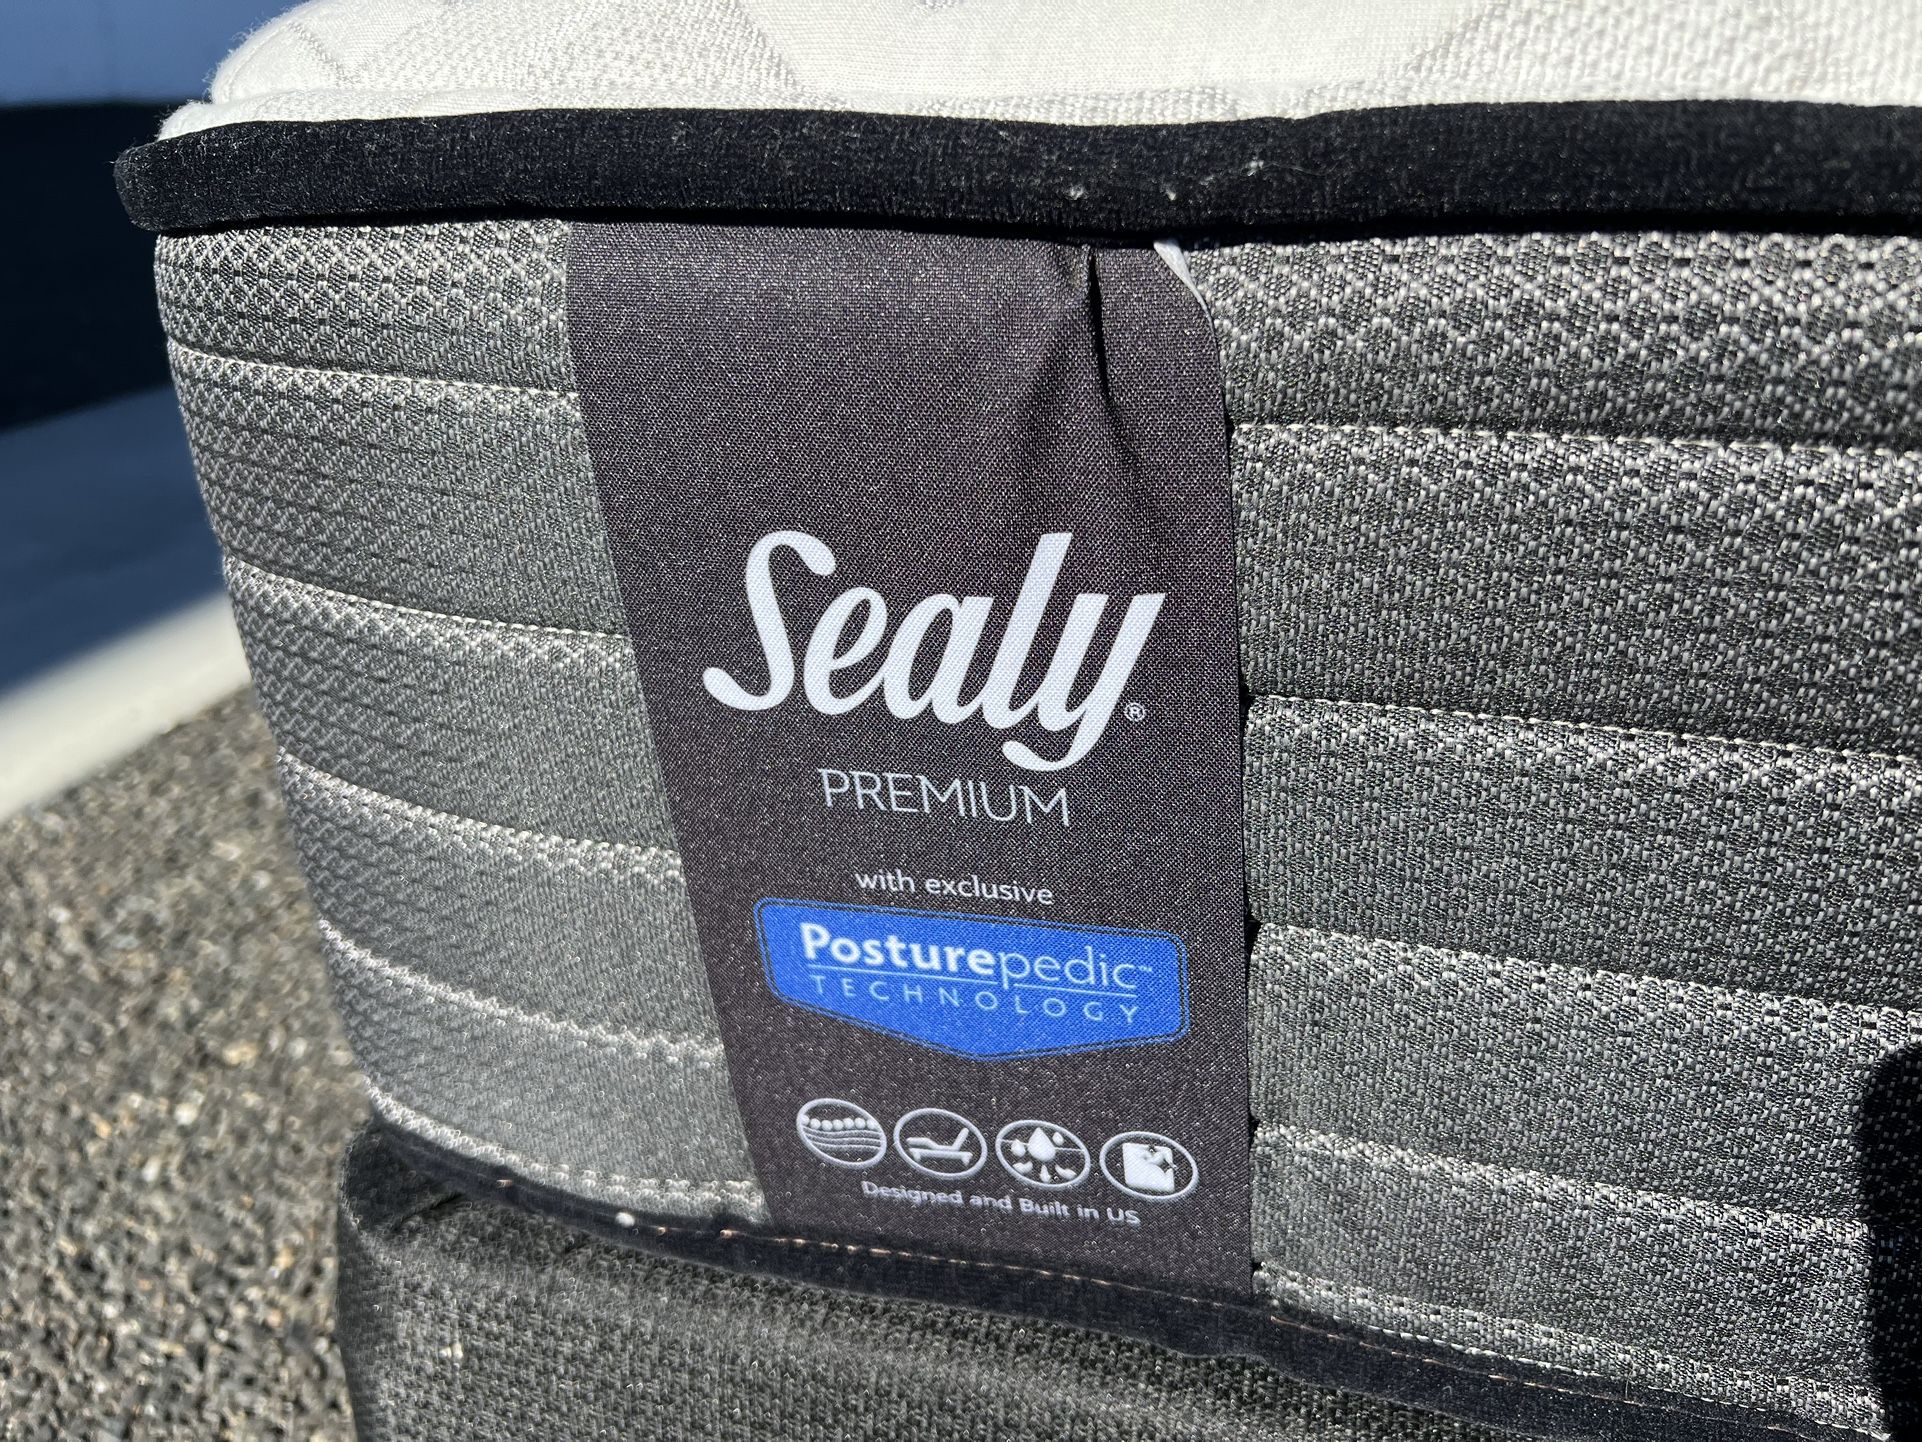 Sealy®
PREMIUM
with exclusive
Posturepedic™
TECHNOLOGY
Designed and Built in US